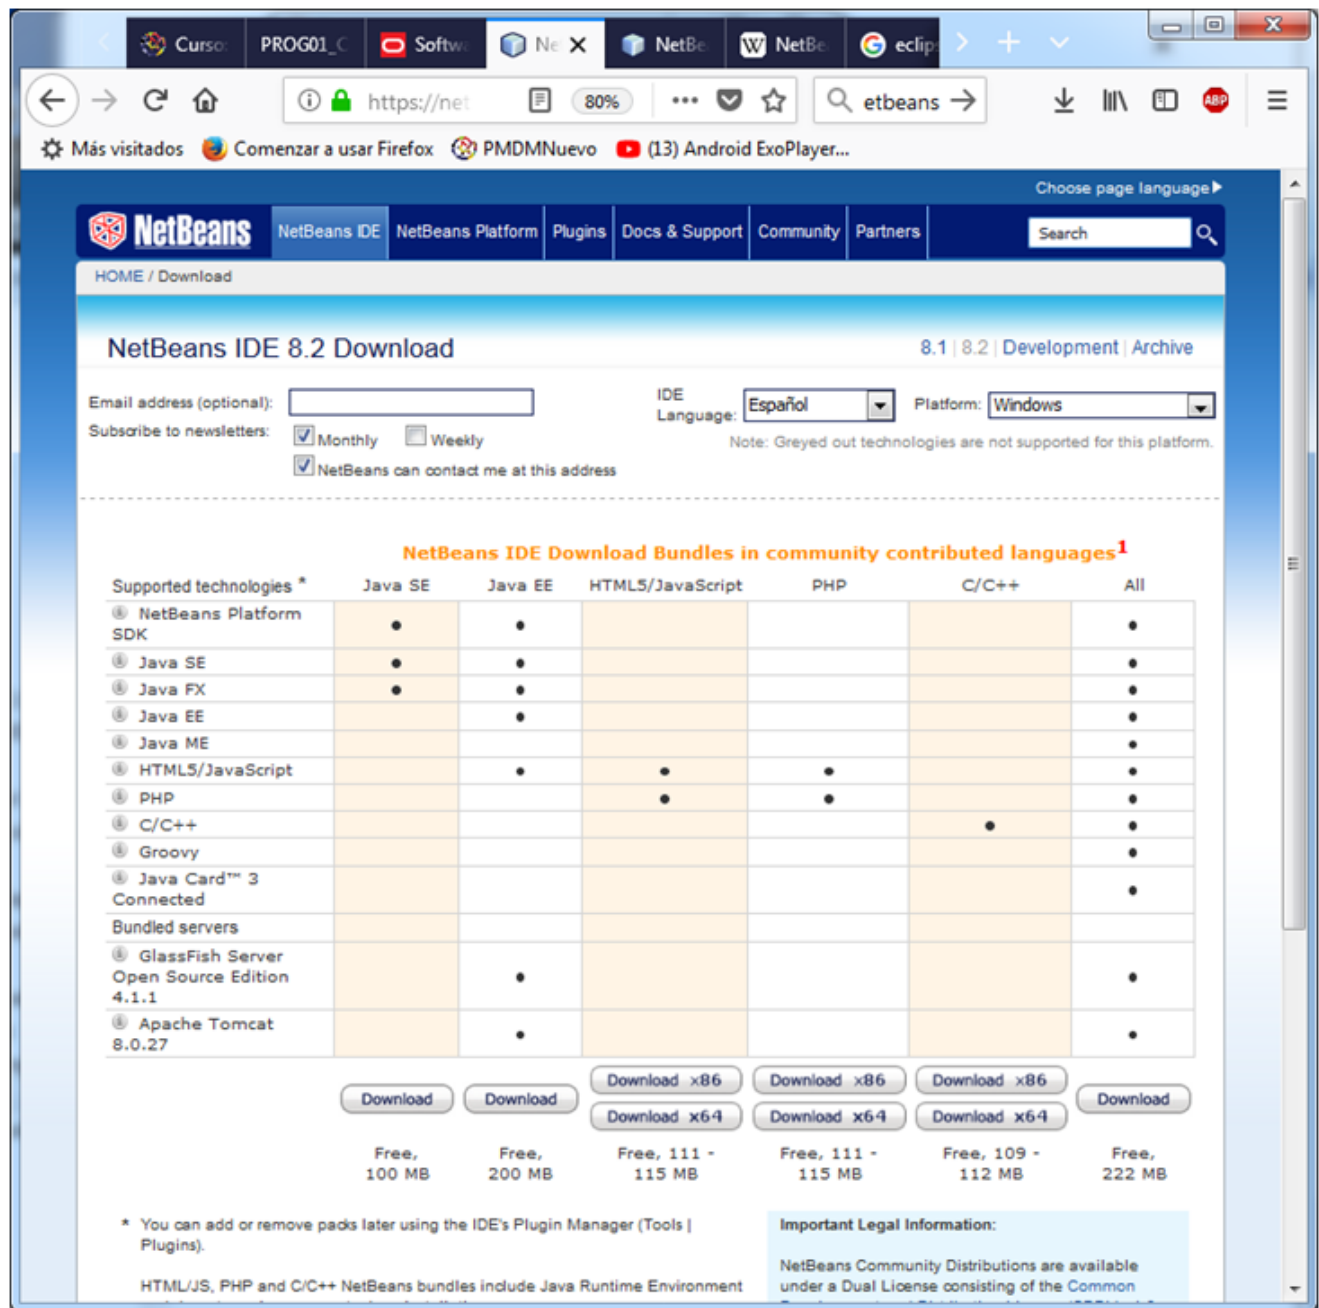 Curso:
PROG01_C
Softw
Ne
NetBe
W NetBe
eclip
https://net
80%
etbeans
ABP
Más visitados
Comenzar a usar Firefox
PMDMNuevo
(13) Android ExoPlayer...
Choose page language
NetBeans
NetBeans IDE
NetBeans Platform
Plugins
Docs & Support
Community
Partners
Search
HOME / Download
NetBeans IDE 8.2 Download
8.1 | 8.2 | Development | Archive
Email address (optional):
IDE Language:
Español
Platform:
Windows
Subscribe to newsletters:
Monthly
Weekly
Note: Greyed out technologies are not supported for this platform.
NetBeans can contact me at this address
NetBeans IDE Download Bundles in community contributed languages1
Supported technologies *
Java SE
Java EE
HTML5/JavaScript
PHP
C/C++
All
NetBeans Platform
SDK
Java SE
Java FX
Java EE
Java ME
HTML5/JavaScript
PHP
C/C++
Groovy
Java Card™ 3
Connected
Bundled servers
GlassFish Server
Open Source Edition
4.1.1
Apache Tomcat
8.0.27
Download
Download
Download x86
Download x64
Download x86
Download x64
Download x86
Download x64
Download
Free,
100 MB
Free,
200 MB
Free, 111 -
115 MB
Free, 111 -
115 MB
Free, 109 -
112 MB
Free,
222 MB
* You can add or remove packs later using the IDE's Plugin Manager (Tools |
Plugins).
HTML/JS, PHP and C/C++ NetBeans bundles include Java Runtime Environment
Important Legal Information:
NetBeans Community Distributions are available
under a Dual License consisting of the Common